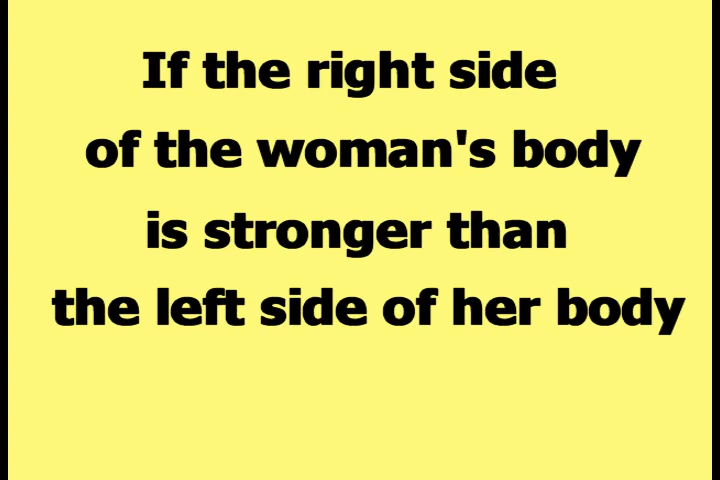 If the right side
of the woman's body
is stronger than
the left side of her body